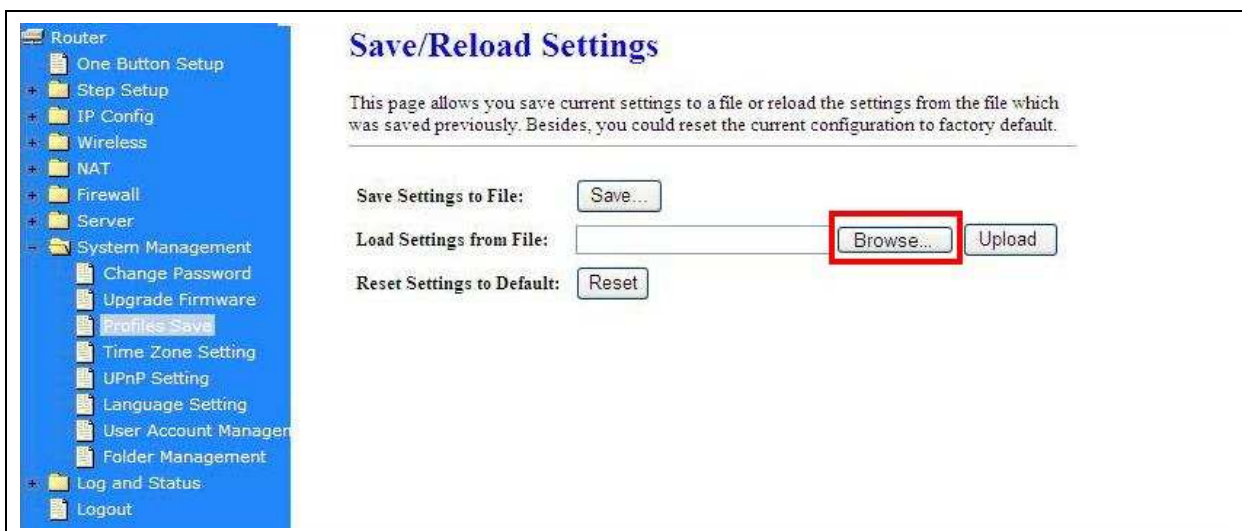 Router
One Button Setup
Step Setup
IP Config
Wireless
NAT
Firewall
Server
System Management
Change Password
Upgrade Firmware
Profiles Save
Time Zone Setting
UPnP Setting
Language Setting
User Account Managen
Folder Management
Log and Status
Logout
Save/Reload Settings
This page allows you save current settings to a file or reload the settings from the file which
was saved previously. Besides, you could reset the current configuration to factory default.
Save Settings to File: Save...
Load Settings from File: Browse... Upload
Reset Settings to Default: Reset